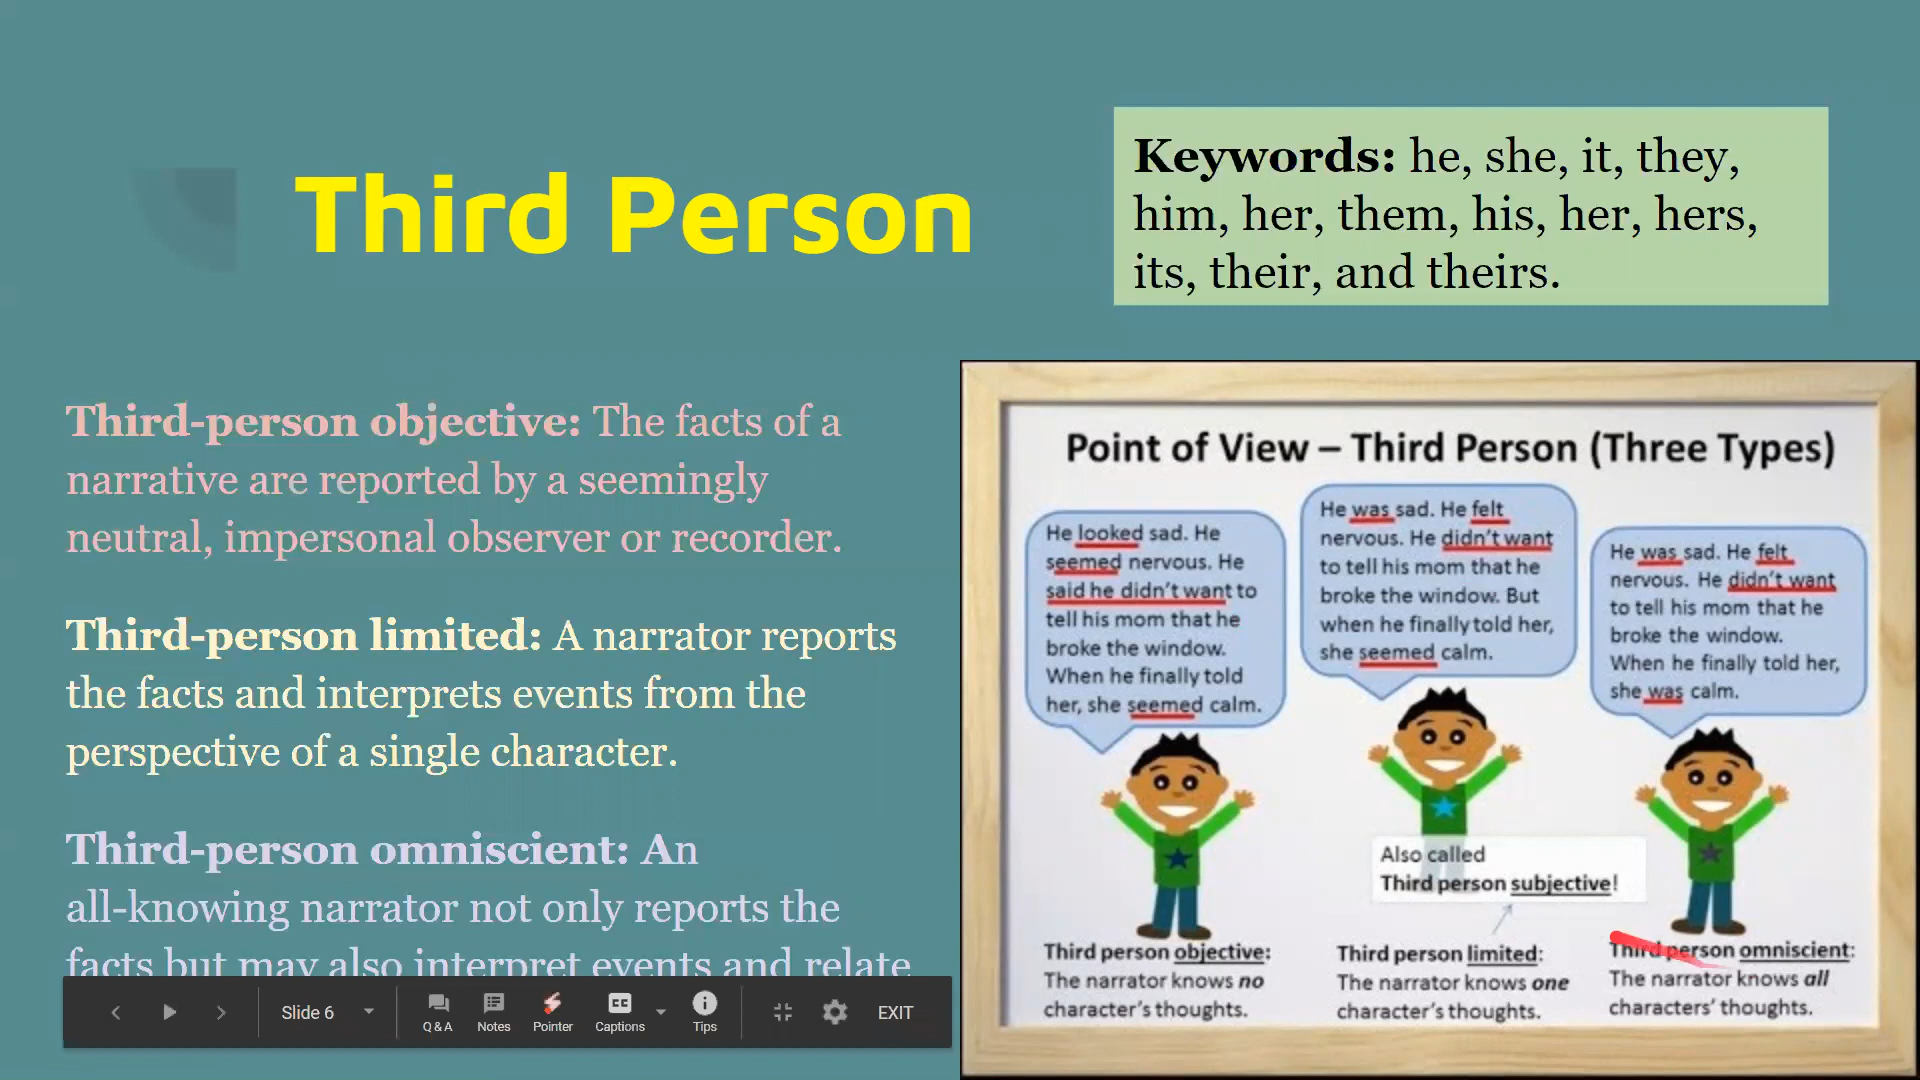 Third Person
Keywords: he, she, it, they,
him, her, them, his, her, hers,
its, their, and theirs.
Third-person objective: The facts of a
narrative are reported by a seemingly
neutral, impersonal observer or recorder.
Third-person limited: A narrator reports
the facts and interprets events from the
perspective of a single character.
Third-person omniscient: An
all-knowing narrator not only reports the
facts but may also interpret events and relate
Point of View – Third Person (Three Types)
He looked sad. He
seemed nervous. He
said he didn't want to
tell his mom that he
broke the window.
When he finally told
her, she seemed calm.
He was sad. He felt
nervous. He didn't want
to tell his mom that he
broke the window. But
when he finally told her,
she seemed calm.
He was sad. He felt
nervous. He didn't want
to tell his mom that he
broke the window.
When he finally told her,
she was calm.
Also called
Third person subjective!
Third person objective:
The narrator knows no
character's thoughts.
Third person limited:
The narrator knows one
character's thoughts.
Third person omniscient:
The narrator knows all
characters' thoughts.
Slide 6
Q & A
Notes
Pointer
CC
Captions
Tips
EXIT